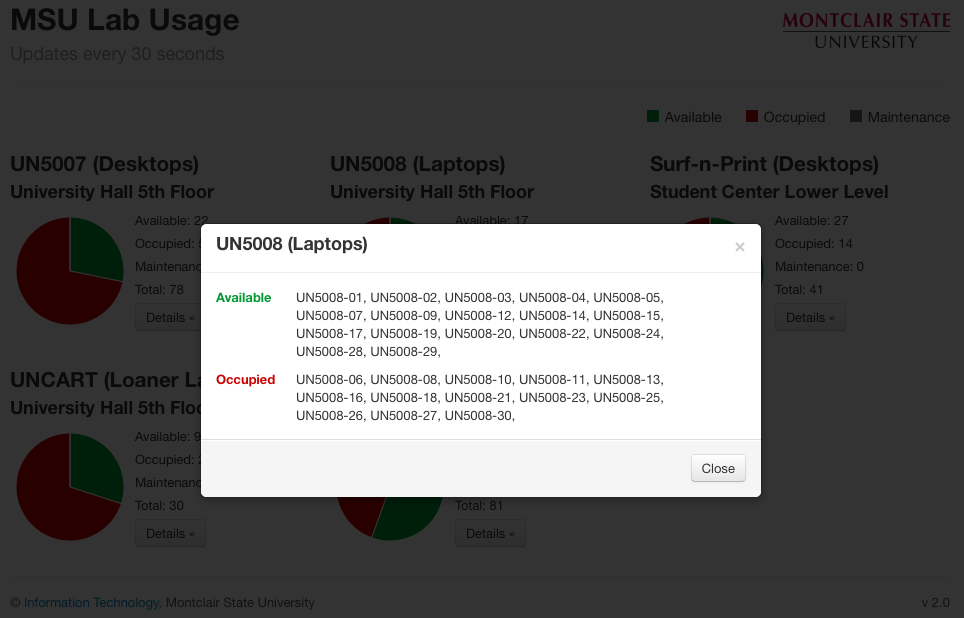 MSU Lab Usage
Updates every 30 seconds
MONTCLAIR STATE
UNIVERSITY
Available Occupied Maintenance
UN5007 (Desktops)
University Hall 5th Floor
Available: 22
Occupied:
Maintenanc
Total: 78
Details »
UN5008 (Laptops)
University Hall 5th Floor
Available: 17
Surf-n-Print (Desktops)
Student Center Lower Level
Available: 27
Occupied: 14
Maintenance: 0
Total: 41
Details »
UN5008 (Laptops) ×
Available UN5008-01, UN5008-02, UN5008-03, UN5008-04, UN5008-05,
UN5008-07, UN5008-09, UN5008-12, UN5008-14, UN5008-15,
UN5008-17, UN5008-19, UN5008-20, UN5008-22, UN5008-24,
UN5008-28, UN5008-29,
Occupied UN5008-06, UN5008-08, UN5008-10, UN5008-11, UN5008-13,
UN5008-16, UN5008-18, UN5008-21, UN5008-23, UN5008-25,
UN5008-26, UN5008-27, UN5008-30,
Close
UNCART (Loaner La
University Hall 5th Floo
Available: 9
Occupied:
Maintenanc
Total: 30
Details »
Total: 81
Details »
© Information Technology, Montclair State University
v 2.0